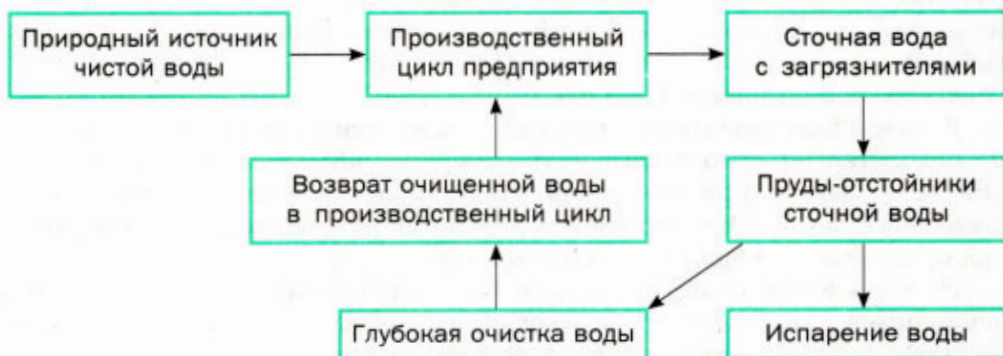 Природный источник
чистой воды
Производственный
цикл предприятия
Сточная вода
с загрязнителями
Возврат очищенной воды
в производственный цикл
Пруды-отстойники
сточной воды
Глубокая очистка воды
Испарение воды